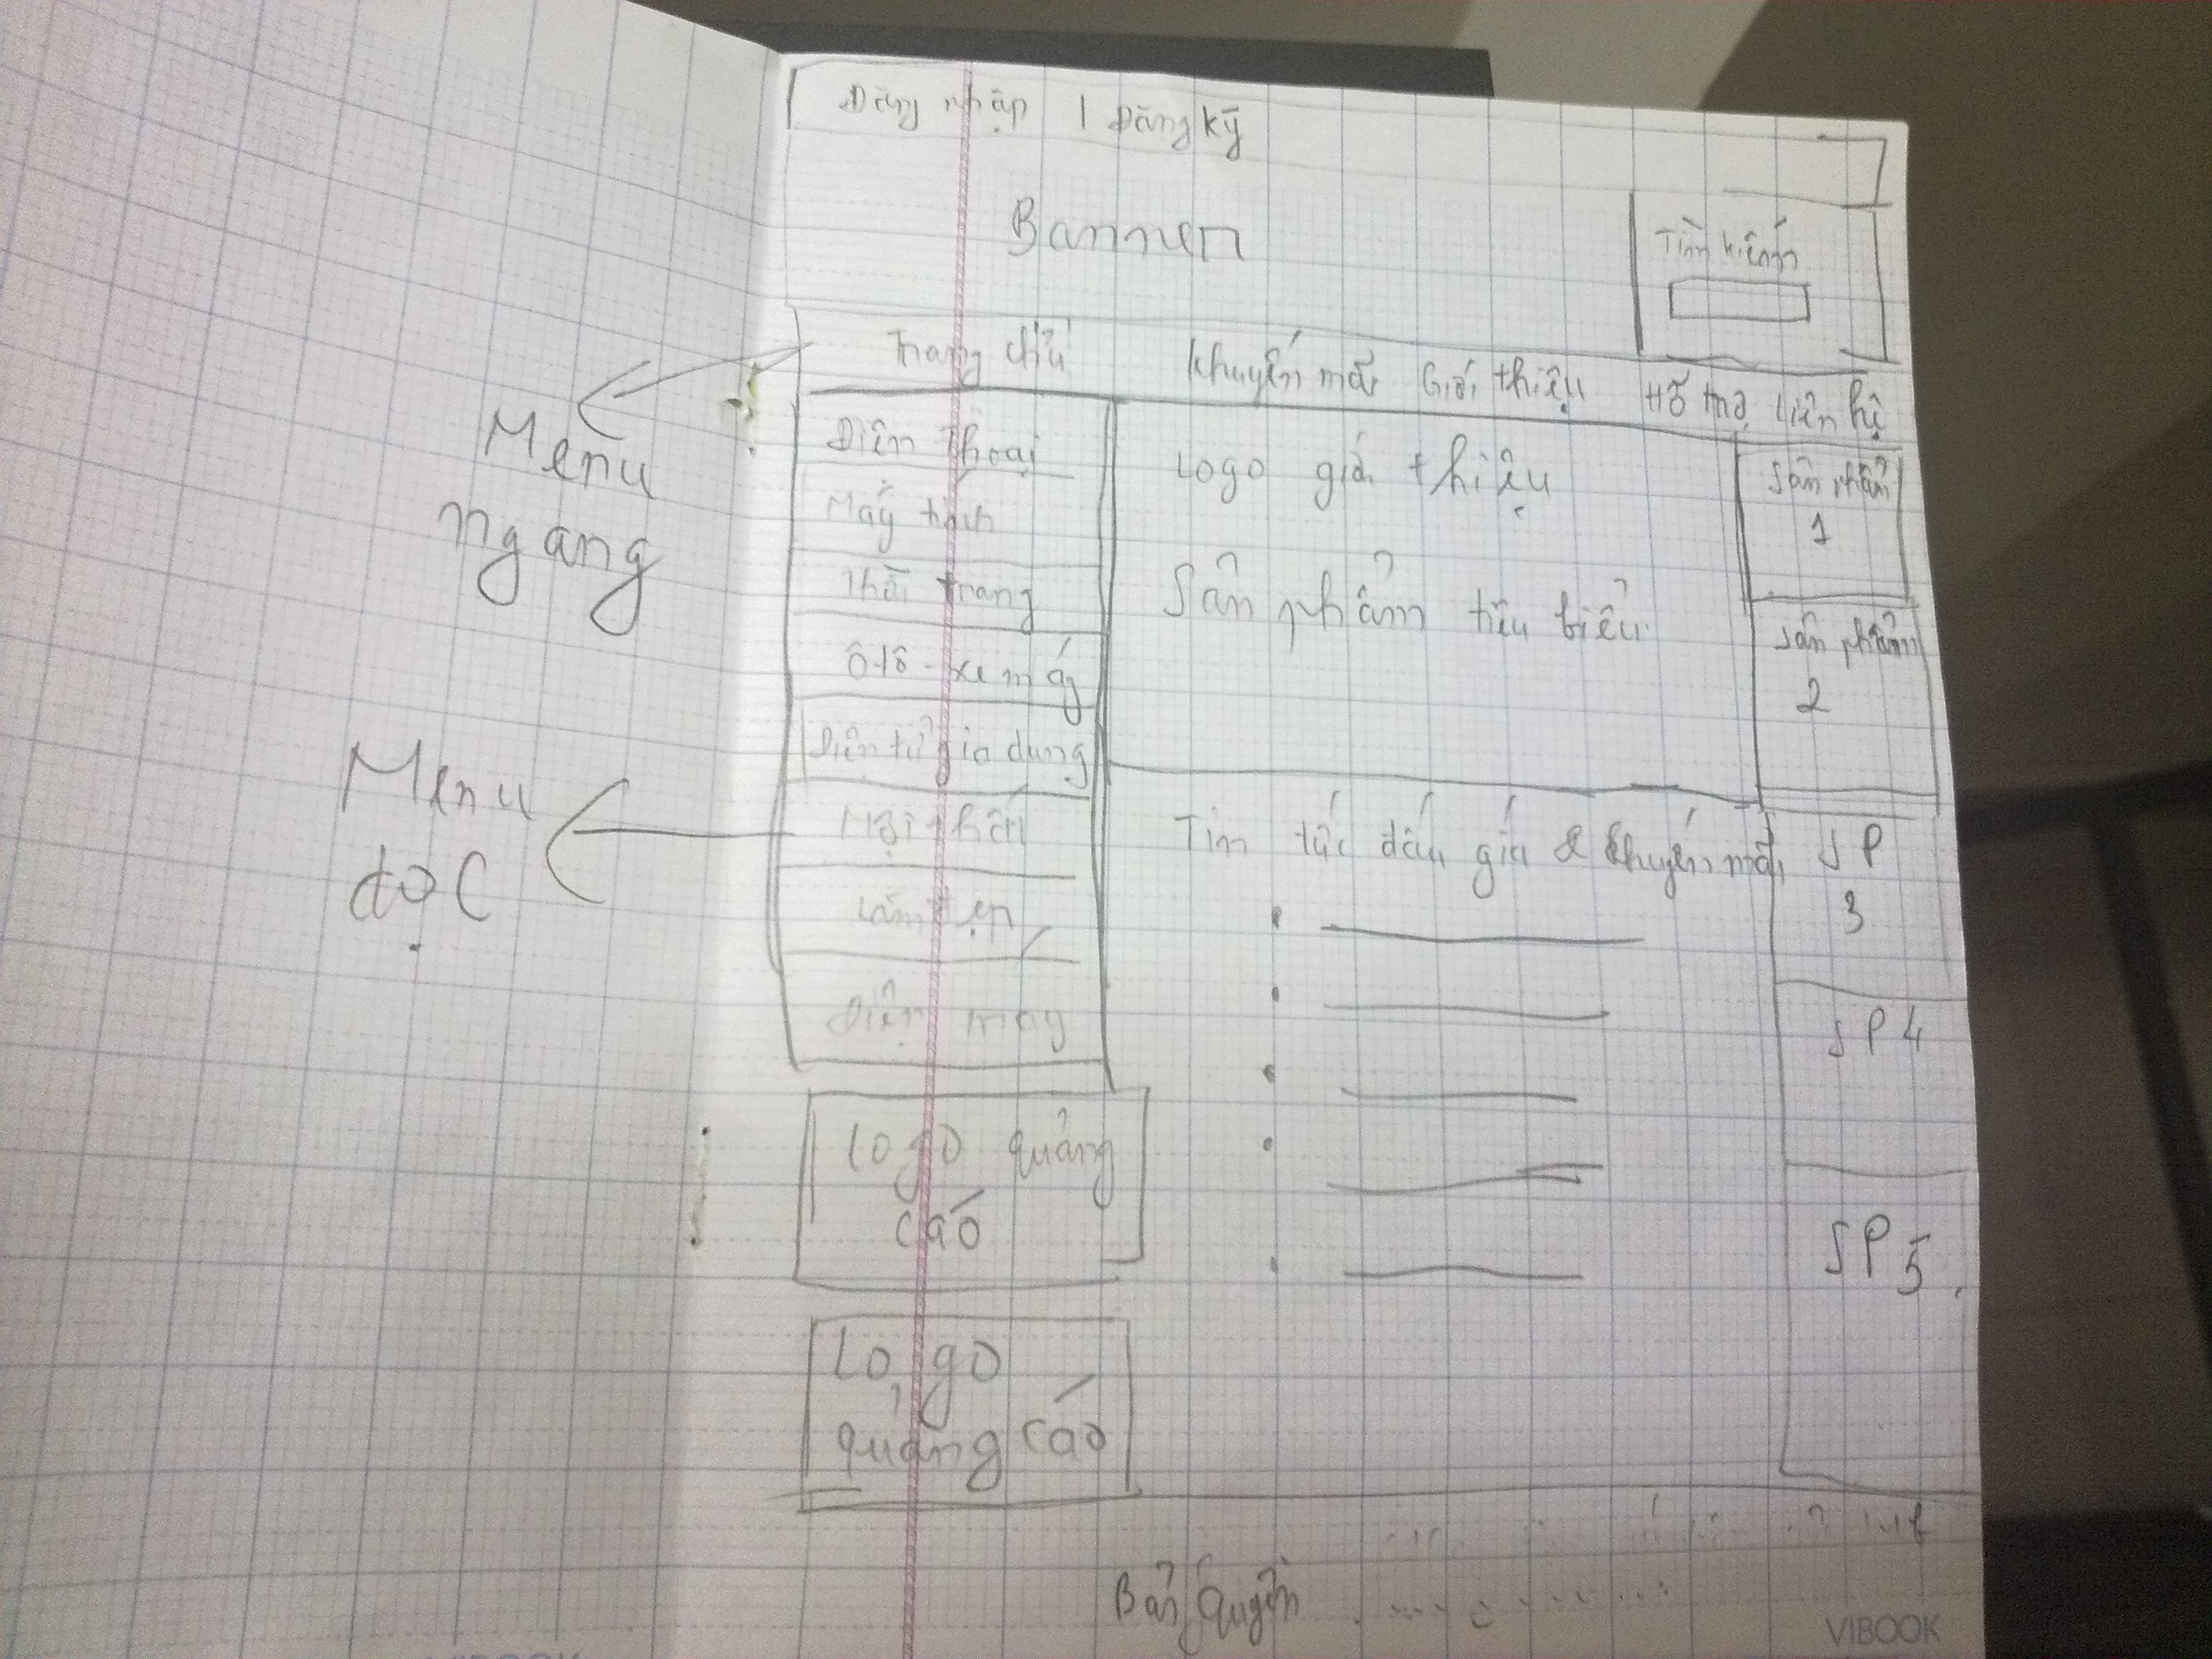 Đăng nhập | Đăng ký
Banner
Tìm kiếm
Trang chủ Khuyến mãi Giới thiệu Hỗ trợ Liên hệ
Menu
ngang
Điện thoại
Máy tính
Thời trang
Ô tô - xe máy
Điện tử gia dụng
Nội thất
Làm đẹp
Điện máy
Menu
dọc
Logo giới thiệu
Sản phẩm tiêu biểu
Sản phẩm
1
Sản phẩm
2
Tin tức đấu giá & khuyến mãi
SP
3
SP 4
SP 5
Logo quảng
cáo
Logo
quảng cáo
Bản quyền
VIBOOK
VIBOOK